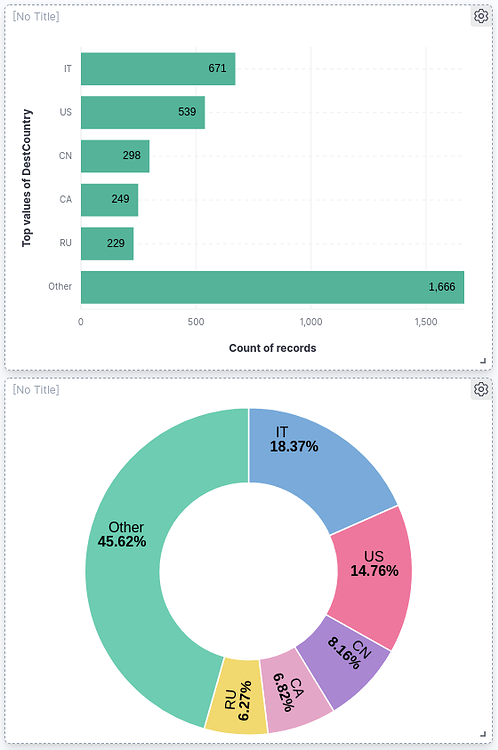 [No Title]
IT
671
US
539
CN
298
CA
249
RU
229
Other
1,666
0
500
1,000
1,500
Top values of DestCountry
Count of records
[No Title]
IT
18.37%
Other
45.62%
US
14.76%
CN
8.16%
CA
6.82%
RU
6.27%